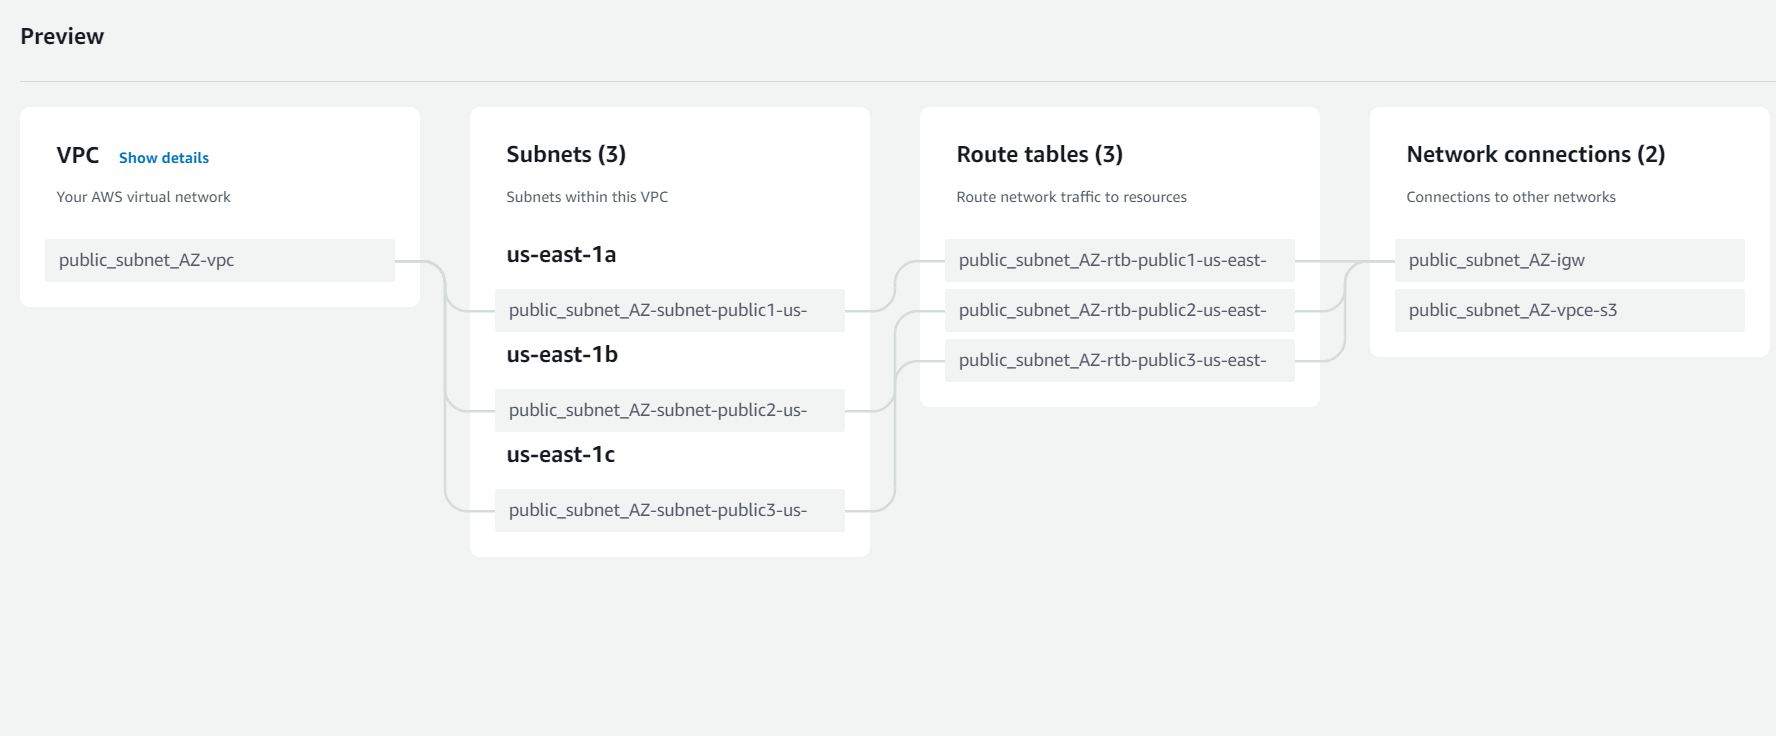 Preview
VPC Show details
Your AWS virtual network
public_subnet_AZ-vpc
Subnets (3)
Subnets within this VPC
us-east-1a
public_subnet_AZ-subnet-public1-us-
us-east-1b
public_subnet_AZ-subnet-public2-us-
us-east-1c
public_subnet_AZ-subnet-public3-us-
Route tables (3)
Route network traffic to resources
public_subnet_AZ-rtb-public1-us-east-
public_subnet_AZ-rtb-public2-us-east-
public_subnet_AZ-rtb-public3-us-east-
Network connections (2)
Connections to other networks
public_subnet_AZ-igw
public_subnet_AZ-vpce-s3